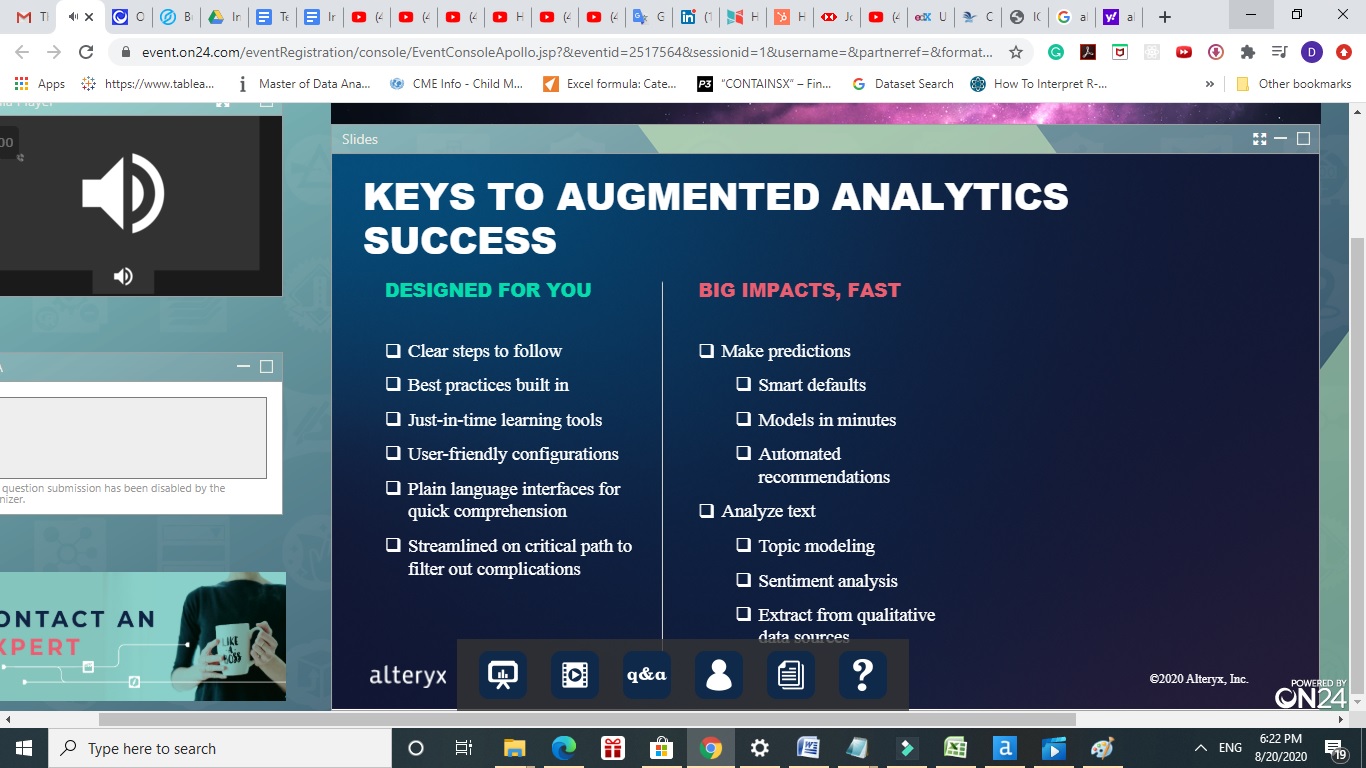 event.on24.com/eventRegistration/console/EventConsoleApollo.jsp?&eventid=2517564&sessionid=1&username=&partnerref=&format...
D
Apps
https://www.tablea...
Master of Data Ana...
CME Info - Child M...
Excel formula: Cate...
P3
"CONTAINSX" – Fin...
Dataset Search
How To Interpret R-...
»
Other bookmarks
Player
00
Slides
KEYS TO AUGMENTED ANALYTICS
SUCCESS
DESIGNED FOR YOU
Clear steps to follow
Best practices built in
Just-in-time learning tools
User-friendly configurations
Plain language interfaces for
quick comprehension
Streamlined on critical path to
filter out complications
BIG IMPACTS, FAST
Make predictions
Smart defaults
Models in minutes
Automated
recommendations
Analyze text
Topic modeling
Sentiment analysis
Extract from qualitative
data sources
question submission has been disabled by the
nizer.
ONTACT AN
XPERT
LIKE
A
BOSS
alteryx
q&a
?
©2020 Alteryx, Inc.
POWERED BY
ON24
Type here to search
ENG
6:22 PM
8/20/2020
19